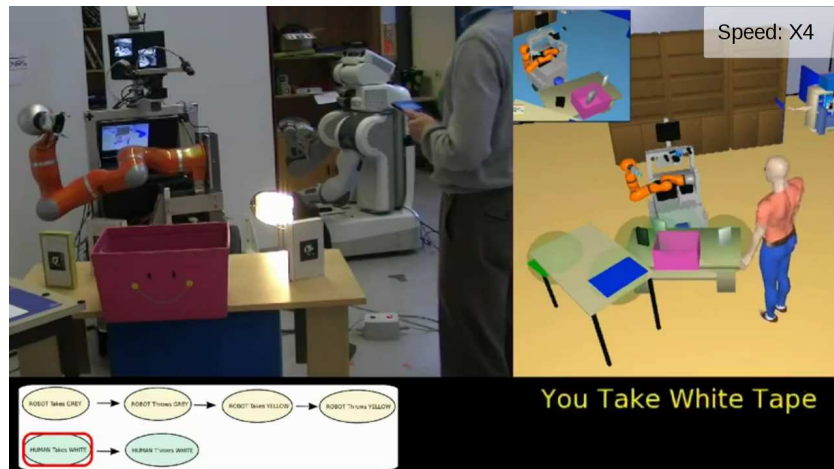 Speed: X4
ROBOT Takes GREY
ROBOT Throws GREY
ROBOT Takes YELLOW
ROBOT Throws YELLOW
You Take White Tape
HUMAN Takes WHITE
HUMAN Throws WHITE